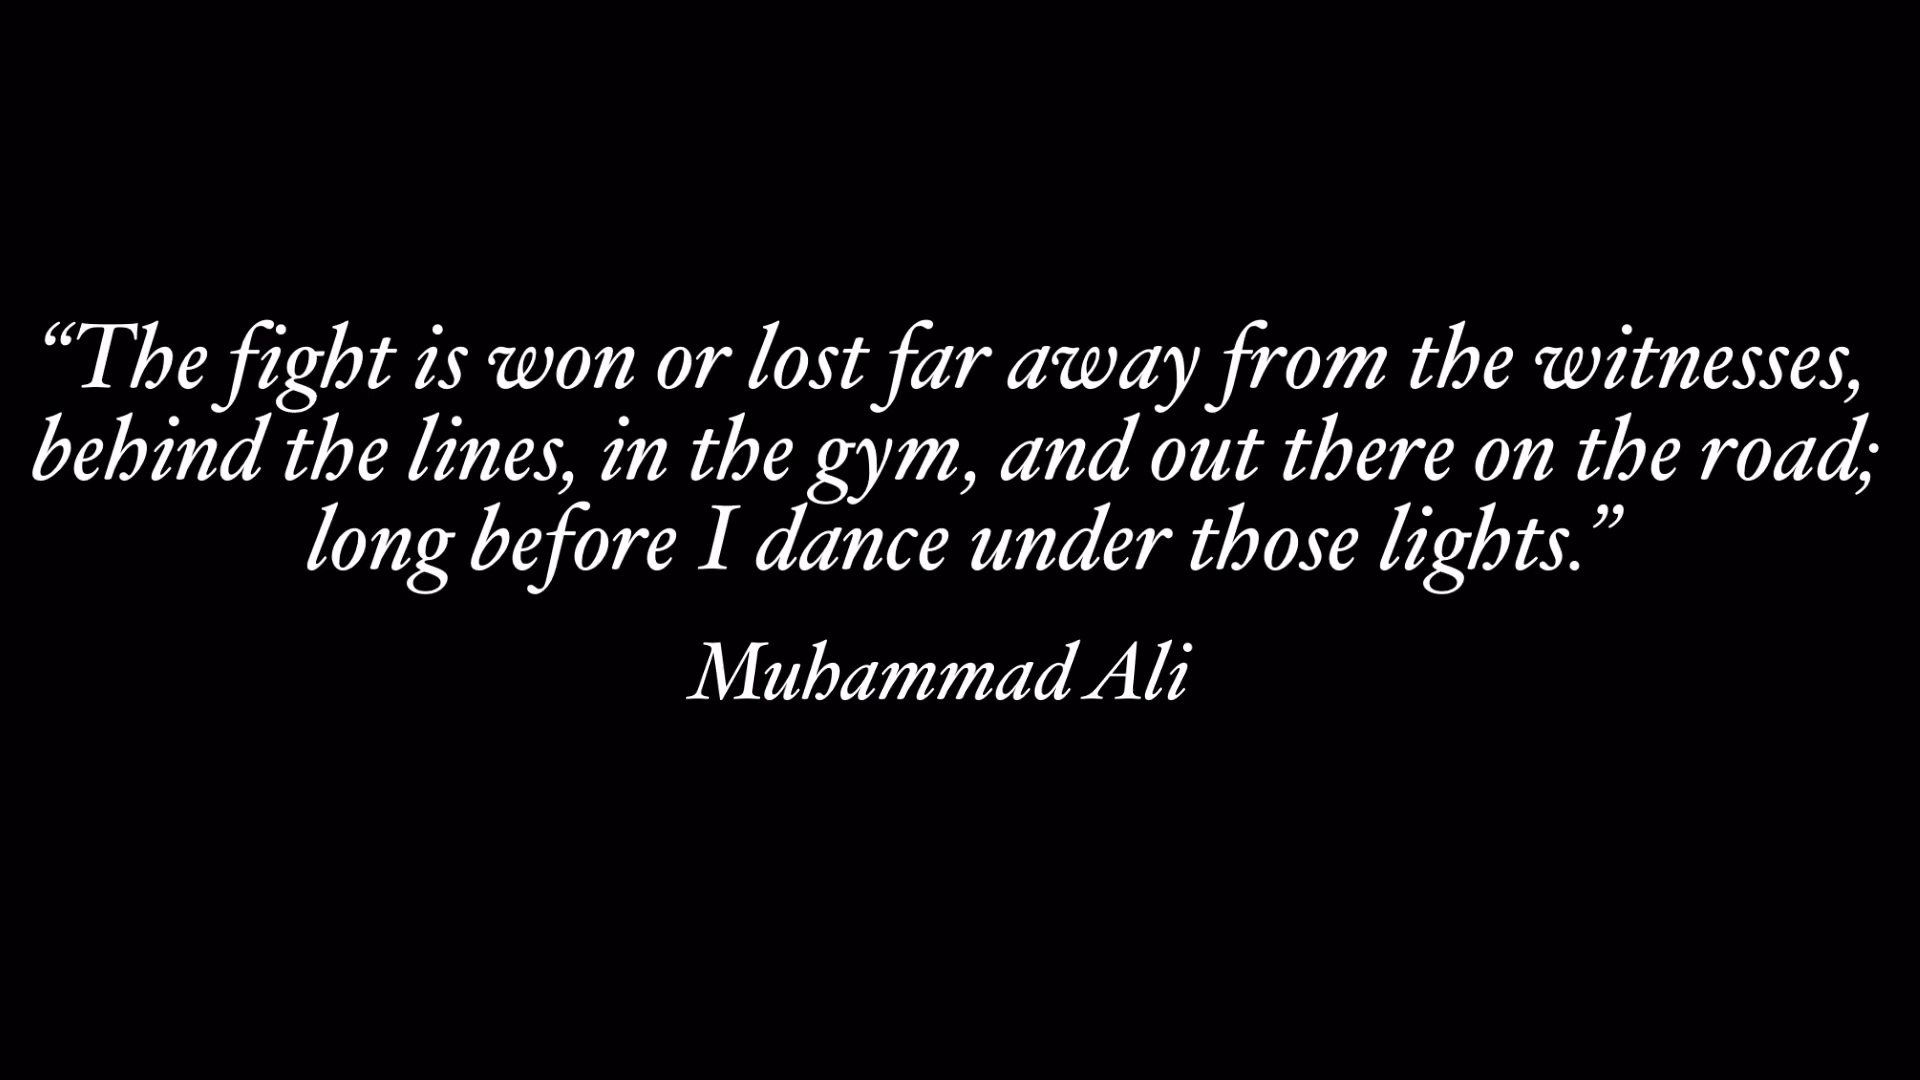 “The fight is won or lost far away from the witnesses,
behind the lines, in the gym, and out there on the road;
long before I dance under those lights.”
Muhammad Ali